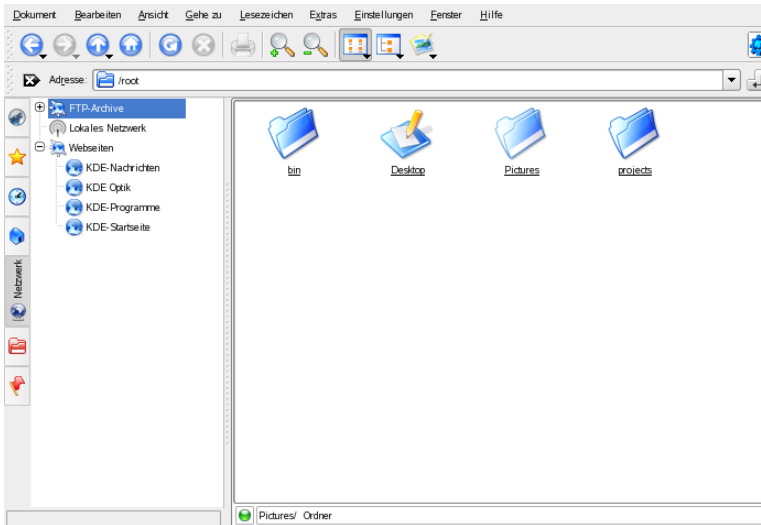 Dokument Bearbeiten Ansicht Gehe zu Lesezeichen Extras Einstellungen Fenster Hilfe
Adresse: /root
FTP-Archive
Lokales Netzwerk
Webseiten
KDE-Nachrichten
KDE Optik
KDE-Programme
KDE-Startseite
Netzwerk
bin Desktop Pictures projects
Pictures/ Ordner